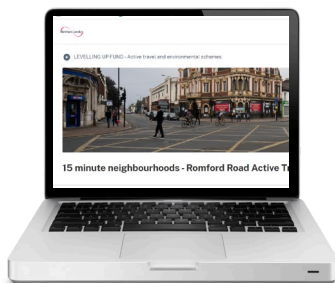 LEVELLING UP FUND - Active travel and environmental schemes
15 minute neighbourhoods - Romford Road Active Tr